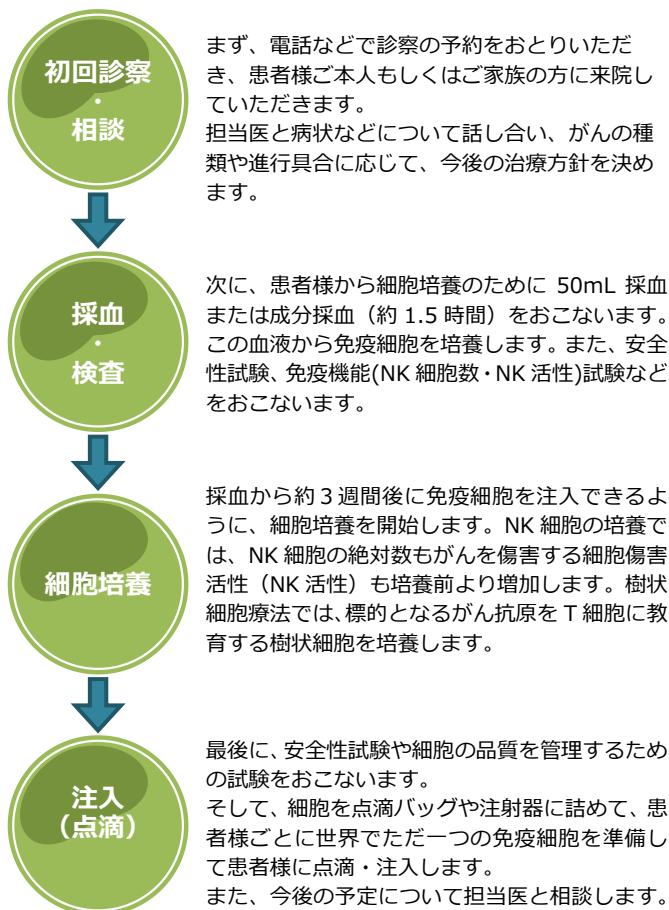 初回診察
・
相談
まず、電話などで診察の予約をおとりいただ
き、患者様ご本人もしくはご家族の方に来院し
ていただきます。
担当医と病状などについて話し合い、がんの種
類や進行具合に応じて、今後の治療方針を決め
ます。
採血
・
検査
次に、患者様から細胞培養のために 50mL 採血
または成分採血（約 1.5 時間）をおこないます。
この血液から免疫細胞を培養します。また、安全
性試験、免疫機能(NK 細胞数・NK 活性)試験など
をおこないます。
細胞培養
採血から約３週間後に免疫細胞を注入できるよ
うに、細胞培養を開始します。NK 細胞の培養で
は、NK 細胞の絶対数もがんを傷害する細胞傷害
活性（NK 活性）も培養前より増加します。樹状
細胞療法では、標的となるがん抗原を T 細胞に教
育する樹状細胞を培養します。
注入
（点滴）
最後に、安全性試験や細胞の品質を管理するため
の試験をおこないます。
そして、細胞を点滴バッグや注射器に詰めて、患
者様ごとに世界でただ一つの免疫細胞を準備し
て患者様に点滴・注入します。
また、今後の予定について担当医と相談します。